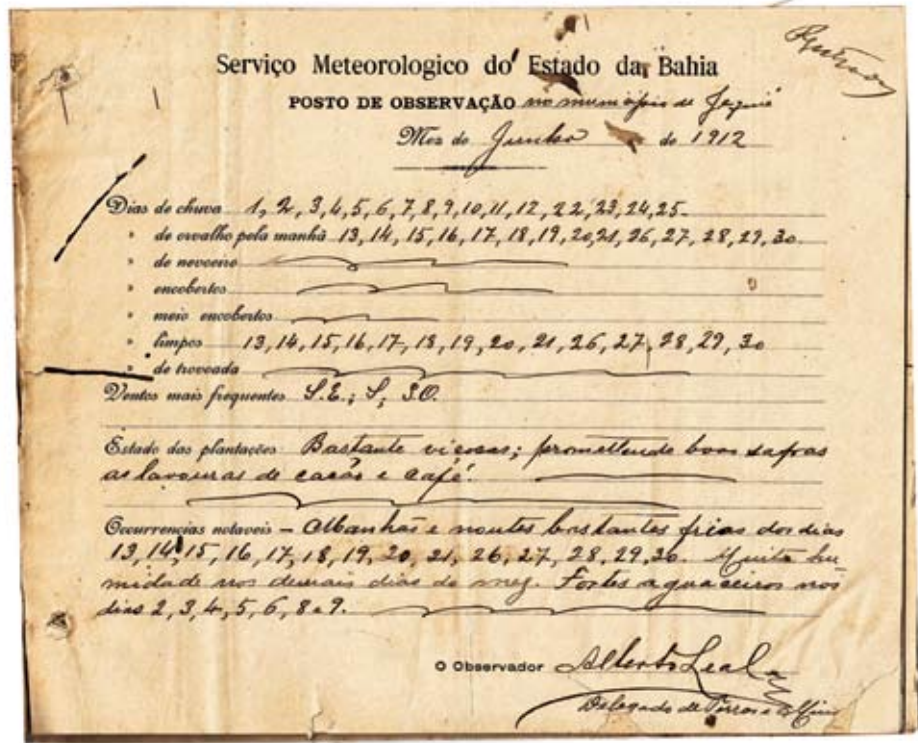 Serviço Meteorologico do Estado da Bahia
POSTO DE OBSERVAÇÃO no municipio de Jequié
Mez de Junho de 1912
Dias de chuva 1, 2, 3, 4, 5, 6, 7, 8, 9, 10, 11, 12, 22, 23, 24, 25.
" de orvalho pela manhã 13, 14, 15, 16, 17, 18, 19, 20, 21, 26, 27, 28, 29, 30.
" de nevoeiro
" encobertos
" meio encobertos
" limpos 13, 14, 15, 16, 17, 18, 19, 20, 21, 26, 27, 28, 29, 30
" de trovoada
Ventos mais frequentes S.E.; S, S.O.
Estado das plantações Bastante viçosas; promettendo boas safras
as lavouras de cacáo e café.
Occurrencias notaveis – Manhãs e noutes bastantes frias dos dias
13, 14, 15, 16, 17, 18, 19, 20, 21, 26, 27, 28, 29, 30. Muita hu
midade nos demais dias do mez. Fortes aguaceiros nos
dias 2, 3, 4, 5, 6, 8 e 9.
O Observador Alberto Leal
Delegado de Terras e Minas